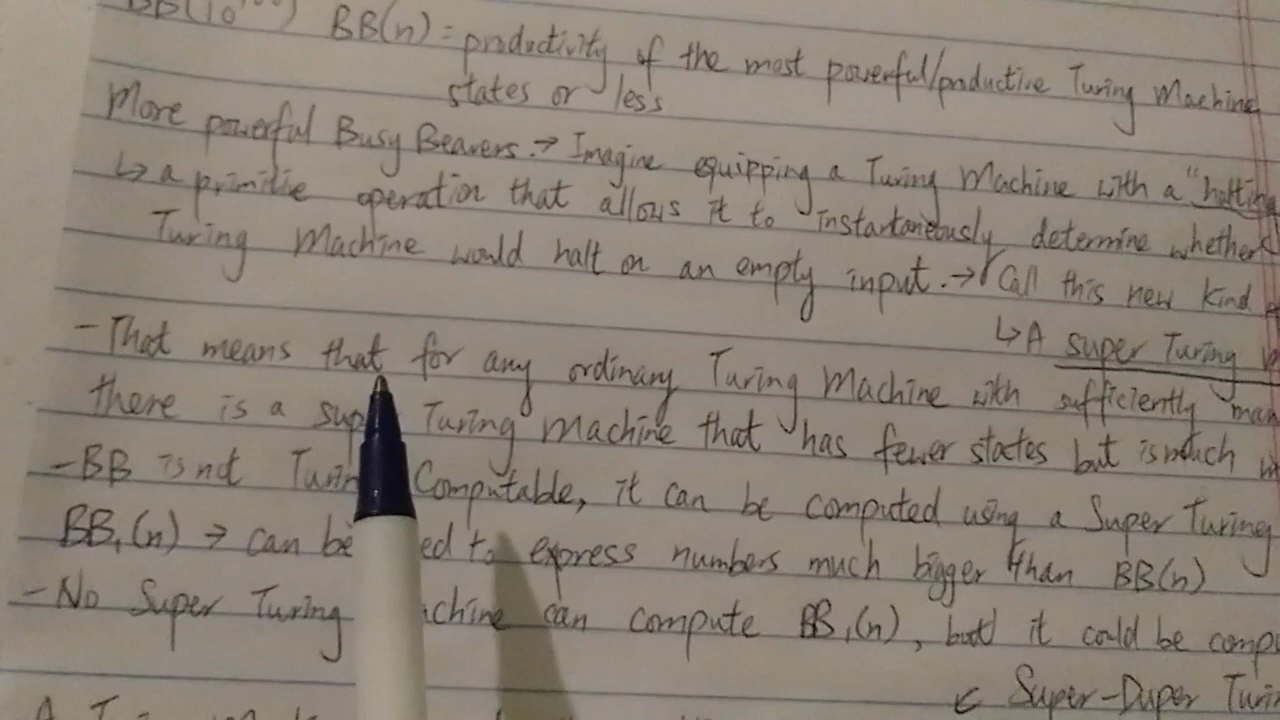 BB(10¹⁰⁰) BB(n) = productivity of the most powerful/productive Turing Machine
states or less
More powerful Busy Beavers → Imagine equipping a Turing Machine with a "halting
↳ a primitie operation that allows it to instantaneously determine whether
Turing Machine would halt on an empty input. → Call this new kind
↳ A super Turing
- That means that for any ordinary Turing Machine with sufficiently
there is a Turing machine that has fewer states but is much
- BB is not Computable, it can be computed using a Super Turing
BB₁(n) → can be to express numbers much bigger than BB(n)
- No Super Turing can compute BB₁(n), but it could be
Super-Duper